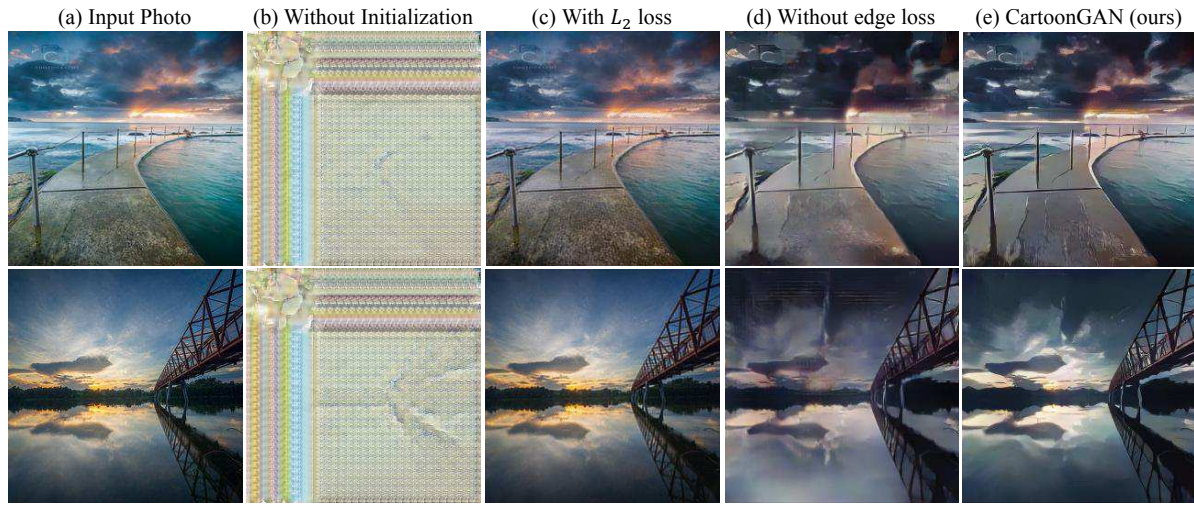 (a) Input Photo
(b) Without Initialization
(c) With L₂ loss
(d) Without edge loss
(e) CartoonGAN (ours)